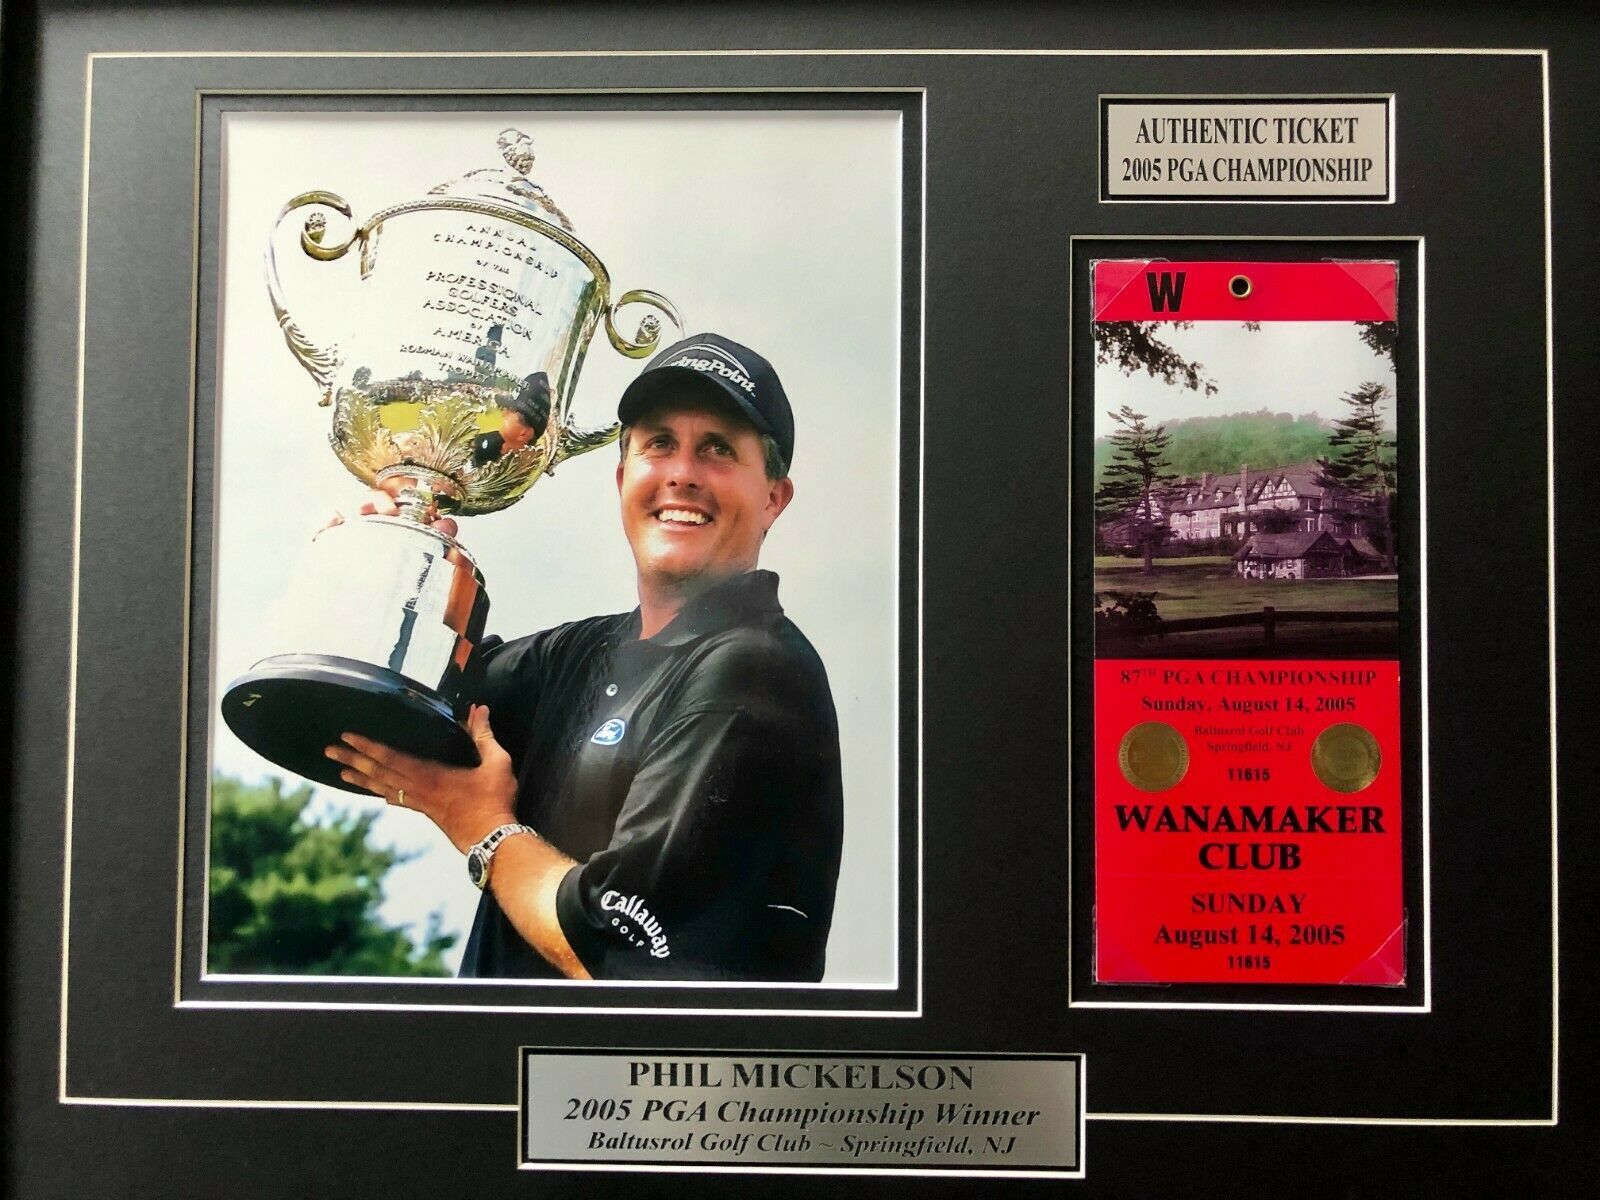 ANNUAL
CHAMPIONSHIP
OF THE
PROFESSIONAL
GOLFERS
ASSOCIATION
OF
AMERICA
RODMAN WANAMAKER
TROPHY
ingPoint
Ford
Callaway
GOLF
AUTHENTIC TICKET
2005 PGA CHAMPIONSHIP
W
87TH PGA CHAMPIONSHIP
Sunday, August 14, 2005
Baltusrol Golf Club
Springfield, NJ
11615
WANAMAKER
CLUB
SUNDAY
August 14, 2005
11615
PHIL MICKELSON
2005 PGA Championship Winner
Baltusrol Golf Club ~ Springfield, NJ